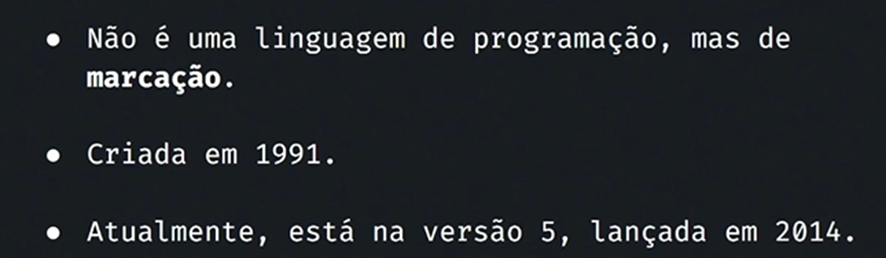 ● Não é uma linguagem de programação, mas de
marcação.
● Criada em 1991.
● Atualmente, está na versão 5, lançada em 2014.